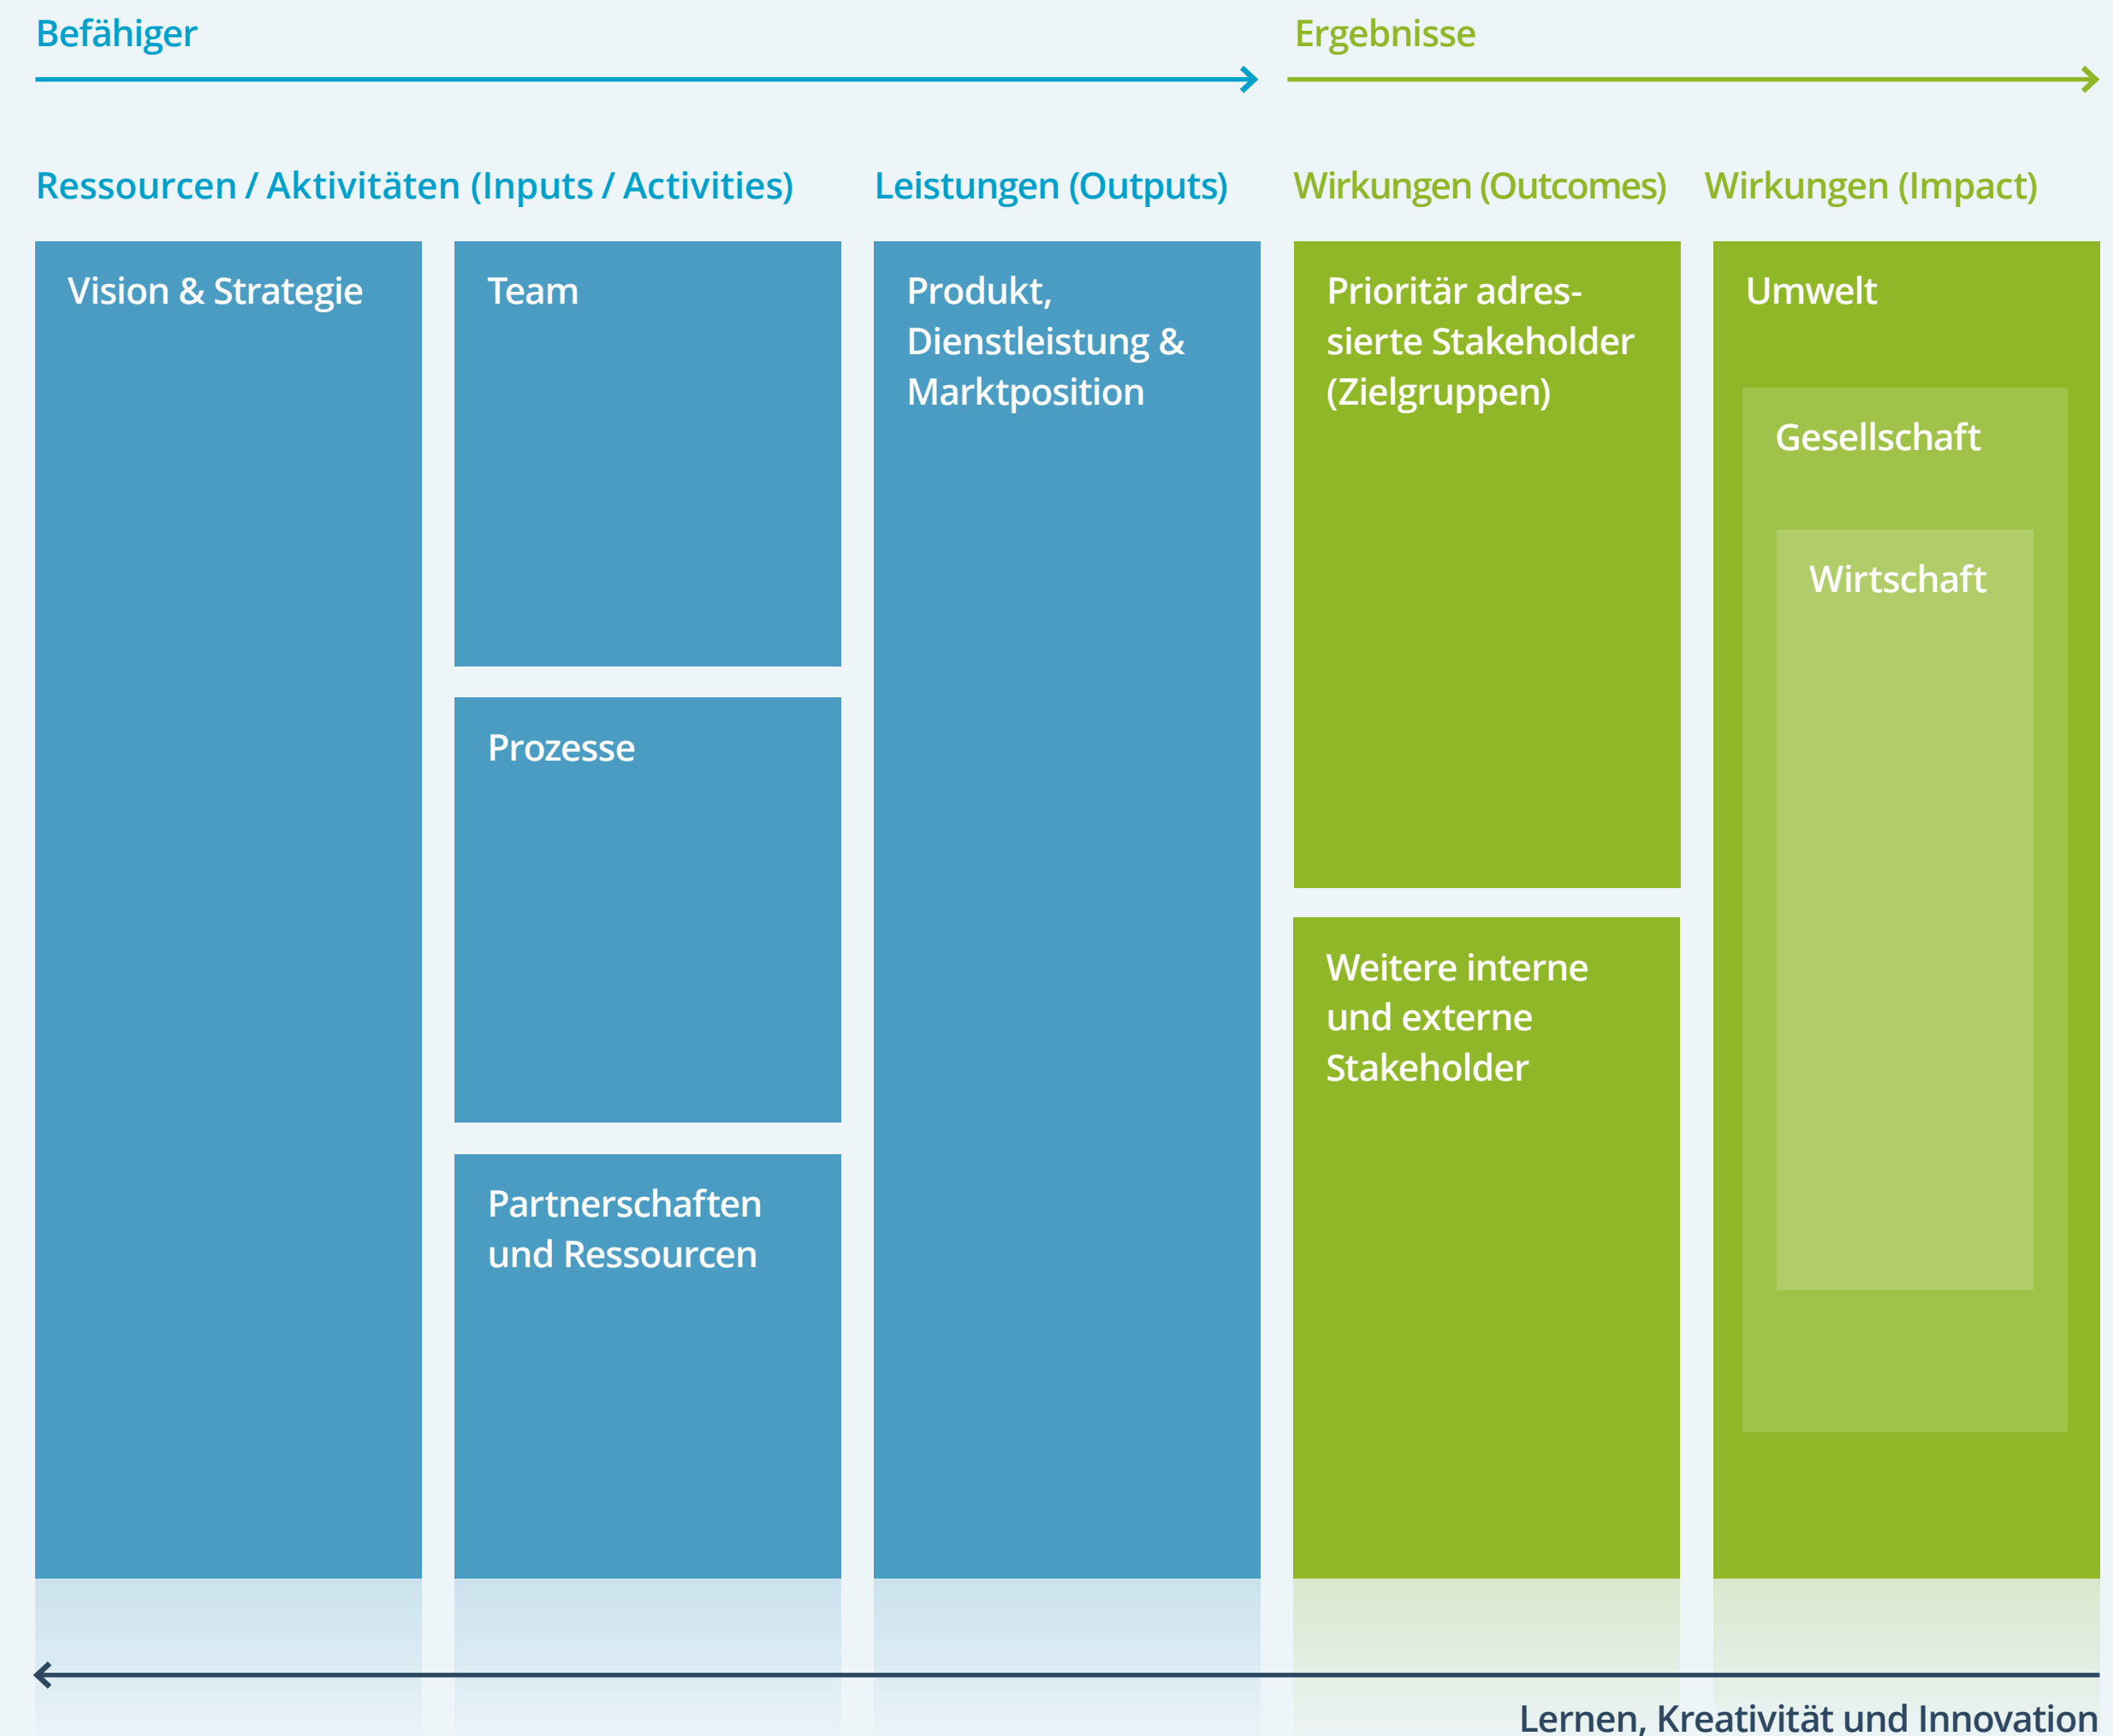 Befähiger
Ergebnisse
Ressourcen / Aktivitäten (Inputs / Activities)
Leistungen (Outputs)
Wirkungen (Outcomes)
Wirkungen (Impact)
Vision & Strategie
Team
Prozesse
Partnerschaften
und Ressourcen
Produkt,
Dienstleistung &
Marktposition
Prioritär adres-
sierte Stakeholder
(Zielgruppen)
Weitere interne
und externe
Stakeholder
Umwelt
Gesellschaft
Wirtschaft
Lernen, Kreativität und Innovation